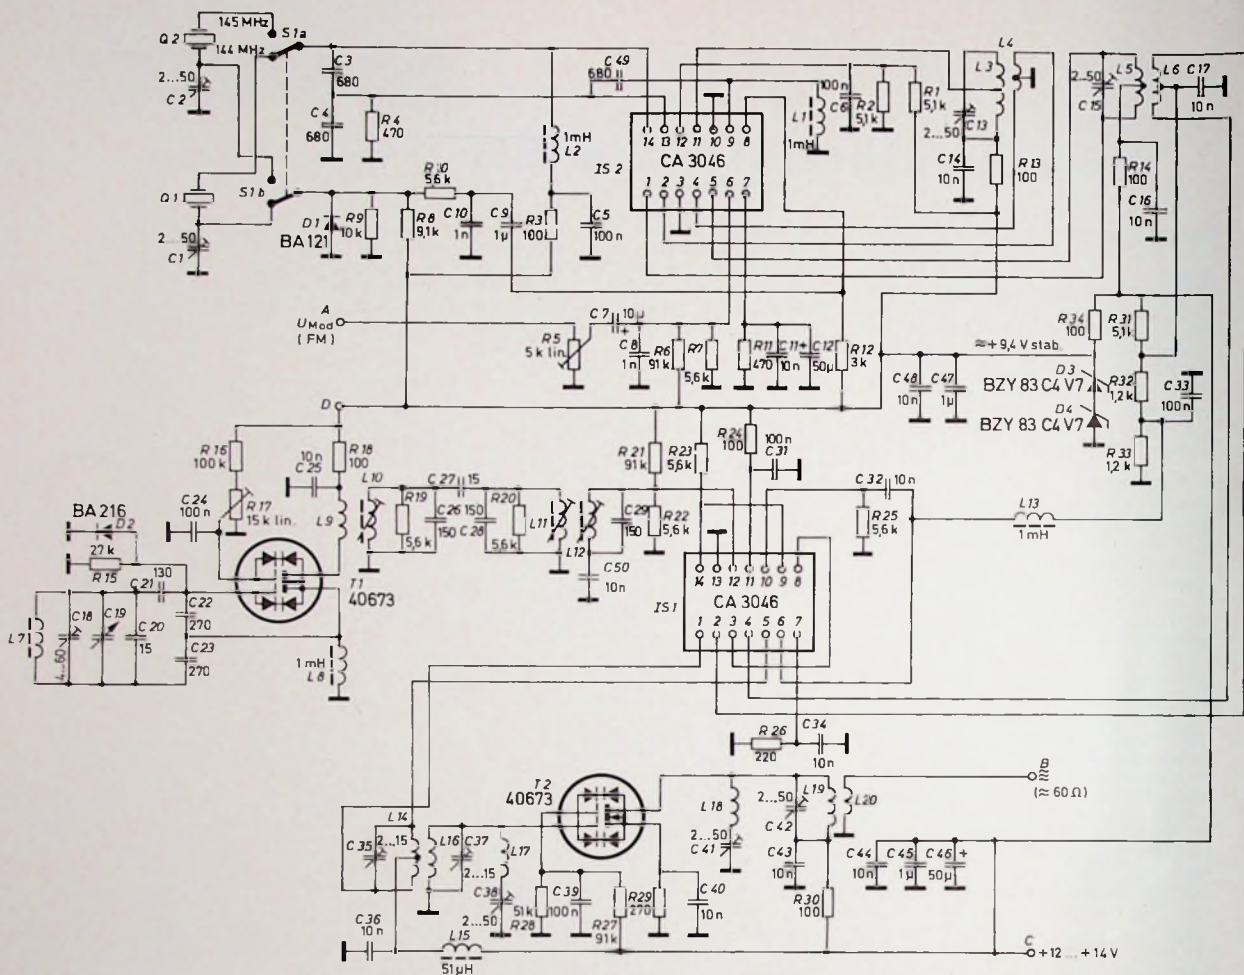 145 MHz
S1a
Q2
144 MHz
2...50
C2
C3
680
C4
680
R4
470
1mH
L2
C49
680
100n
C6
R2
5,1k
R1
5,1k
L1
1mH
L3
L4
C13
2...50
C14
10n
R13
100
2...50
C15
L5
L6
C17
10n
R14
100
C16
10n
14 13 12 11 10 9 8
IS 2
CA 3046
1 2 3 4 5 6 7
S1b
Q1
2...50
C1
D1
BA121
R9
10k
R8
9,1k
R10
5,6k
C10
1n
C9
1µ
R3
100
C5
100n
A
UMod
(FM)
R5
5k lin.
C7
10µ
+
C8
1n
R6
91k
R7
5,6k
R11
470
C11
10n
+
C12
50µ
R12
3k
≈+9,4V stab.
R34
100
R31
5,1k
C48
10n
C47
1µ
D3
BZY 83 C4 V7
D4
BZY 83 C4V7
R32
1,2k
C33
100n
R33
1,2k
D
R16
100k
R17
15k lin.
10n
C25
R18
100
L9
L10
R19
5,6k
C27
15
C26
150
150
C28
R20
5,6k
L11
L12
C29
150
C50
10n
R21
91k
R22
5,6k
R23
5,6k
R24
100
100n
C31
C32
10n
R25
5,6k
L13
1mH
C24
100n
BA216
D2
27k
R15
C21
130
T1
40673
C22
270
C23
270
L7
C18
4...60
C19
C20
15
1mH
L8
14 13 12 11 10 9 8
IS1
CA 3046
1 2 3 4 5 6 7
R26
220
C34
10n
T2
40673
L14
C35
2...15
L16
C37
2...15
L17
C38
2...50
51k
R28
C39
100n
R27
91k
R29
270
C40
10n
L18
2...50
C41
2...50
C42
L19
L20
B
(≈60Ω)
C43
10n
R30
100
C44
10n
C45
1µ
C46
50µ
+
C36
10n
L15
51µH
C
+12 ... +14V